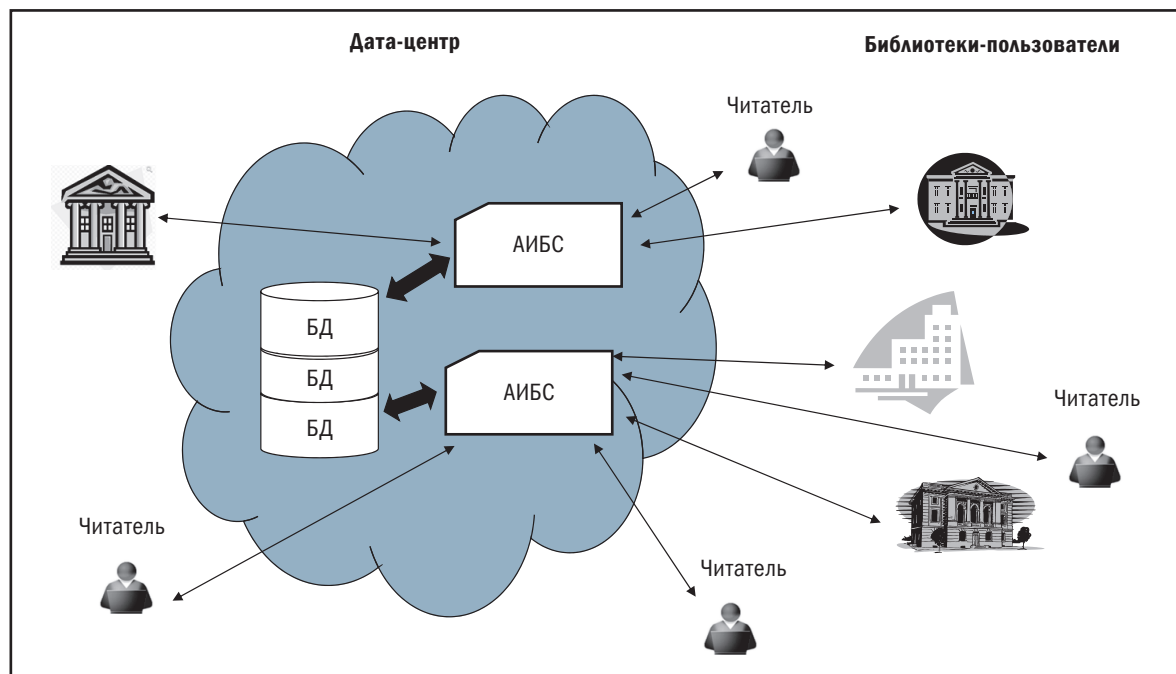 Дата-центр
Библиотеки-пользователи
Читатель
АИБС
БД
БД
АИБС
БД
Читатель
Читатель
Читатель